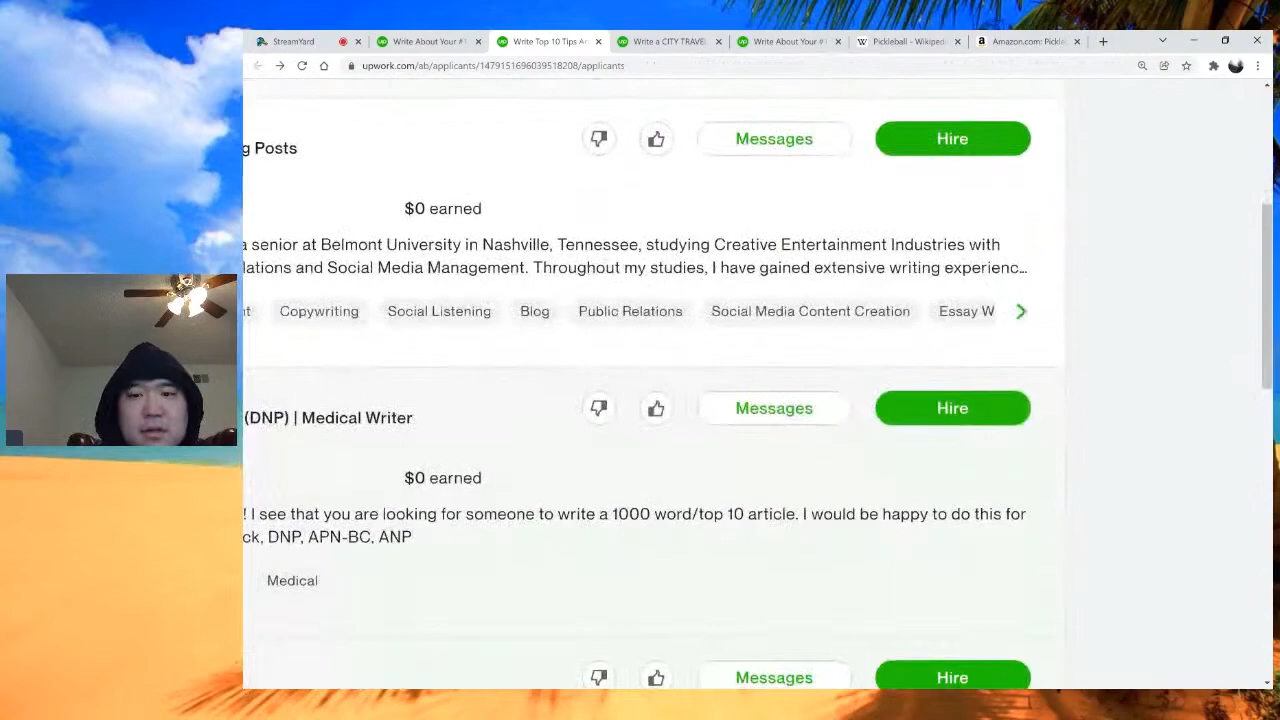 StreamYard
Write About Your #1
Write Top 10 Tips Ar
Write a CITY TRAVEL
Write About Your #1
Pickleball - Wikiped
Amazon.com: Pickle
upwork.com/ab/applicants/1479151696039518208/applicants
g Posts
Messages
Hire
$0 earned
a senior at Belmont University in Nashville, Tennessee, studying Creative Entertainment Industries with
lations and Social Media Management. Throughout my studies, I have gained extensive writing experienc...
nt
Copywriting
Social Listening
Blog
Public Relations
Social Media Content Creation
Essay W
(DNP) | Medical Writer
Messages
Hire
$0 earned
! I see that you are looking for someone to write a 1000 word/top 10 article. I would be happy to do this for
ck, DNP, APN-BC, ANP
Medical
Messages
Hire